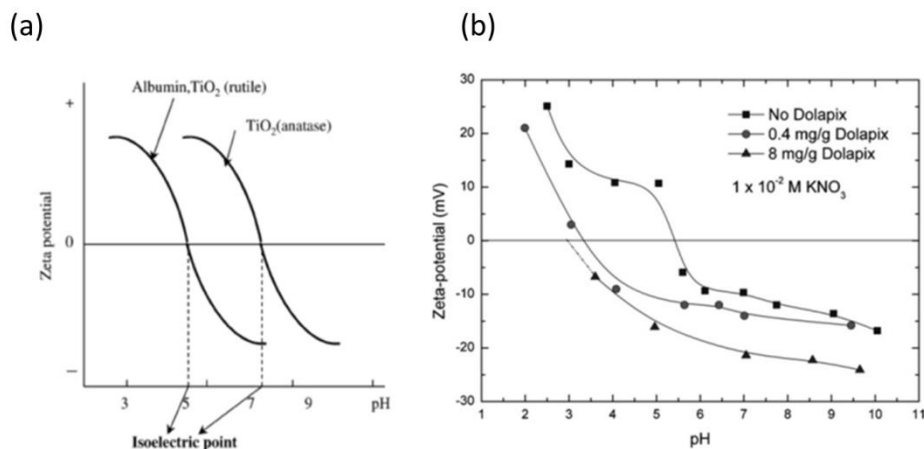 (a)
(b)
+
Albumin,TiO₂ (rutile)
TiO₂(anatase)
Zeta potential
0
−
3
5
7
9
pH
Isoelectric point
30
20
10
0
-10
-20
-30
Zeta-potential (mV)
No Dolapix
0.4 mg/g Dolapix
8 mg/g Dolapix
1 x 10⁻² M KNO₃
1 2 3 4 5 6 7 8 9 10 11
pH